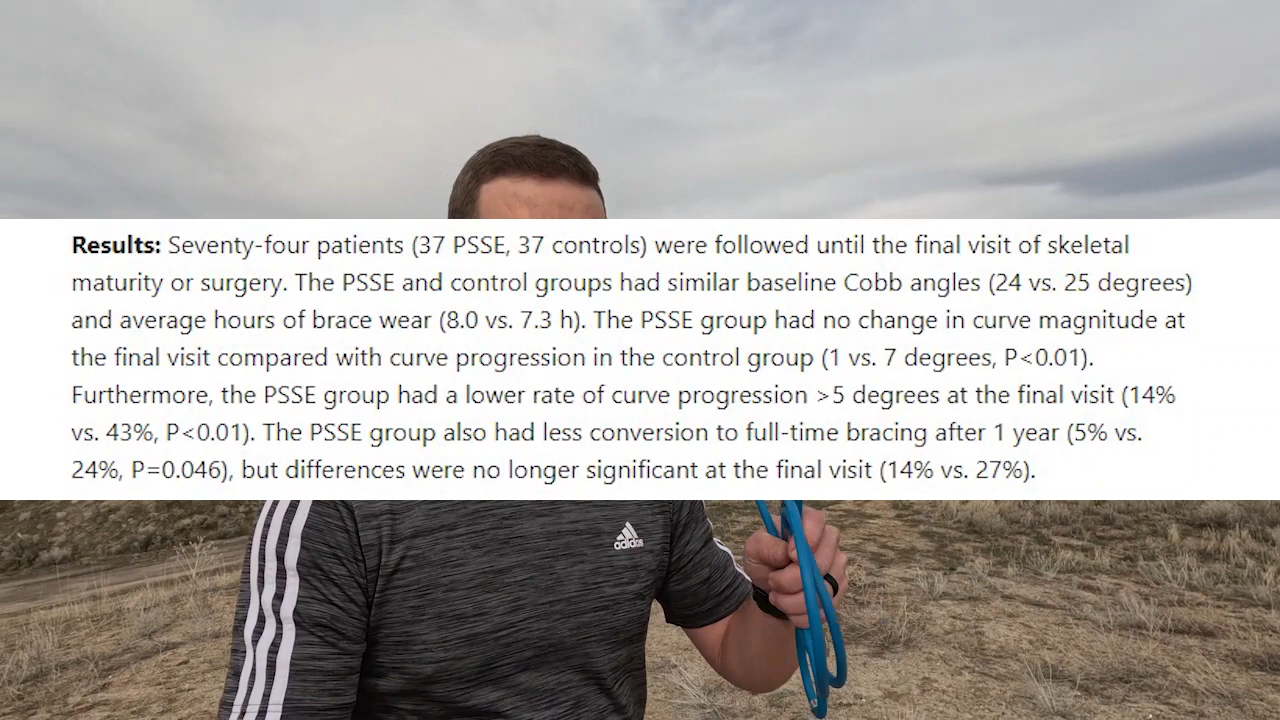 Results: Seventy-four patients (37 PSSE, 37 controls) were followed until the final visit of skeletal
maturity or surgery. The PSSE and control groups had similar baseline Cobb angles (24 vs. 25 degrees)
and average hours of brace wear (8.0 vs. 7.3 h). The PSSE group had no change in curve magnitude at
the final visit compared with curve progression in the control group (1 vs. 7 degrees, P<0.01).
Furthermore, the PSSE group had a lower rate of curve progression >5 degrees at the final visit (14%
vs. 43%, P<0.01). The PSSE group also had less conversion to full-time bracing after 1 year (5% vs.
24%, P=0.046), but differences were no longer significant at the final visit (14% vs. 27%).
adidas